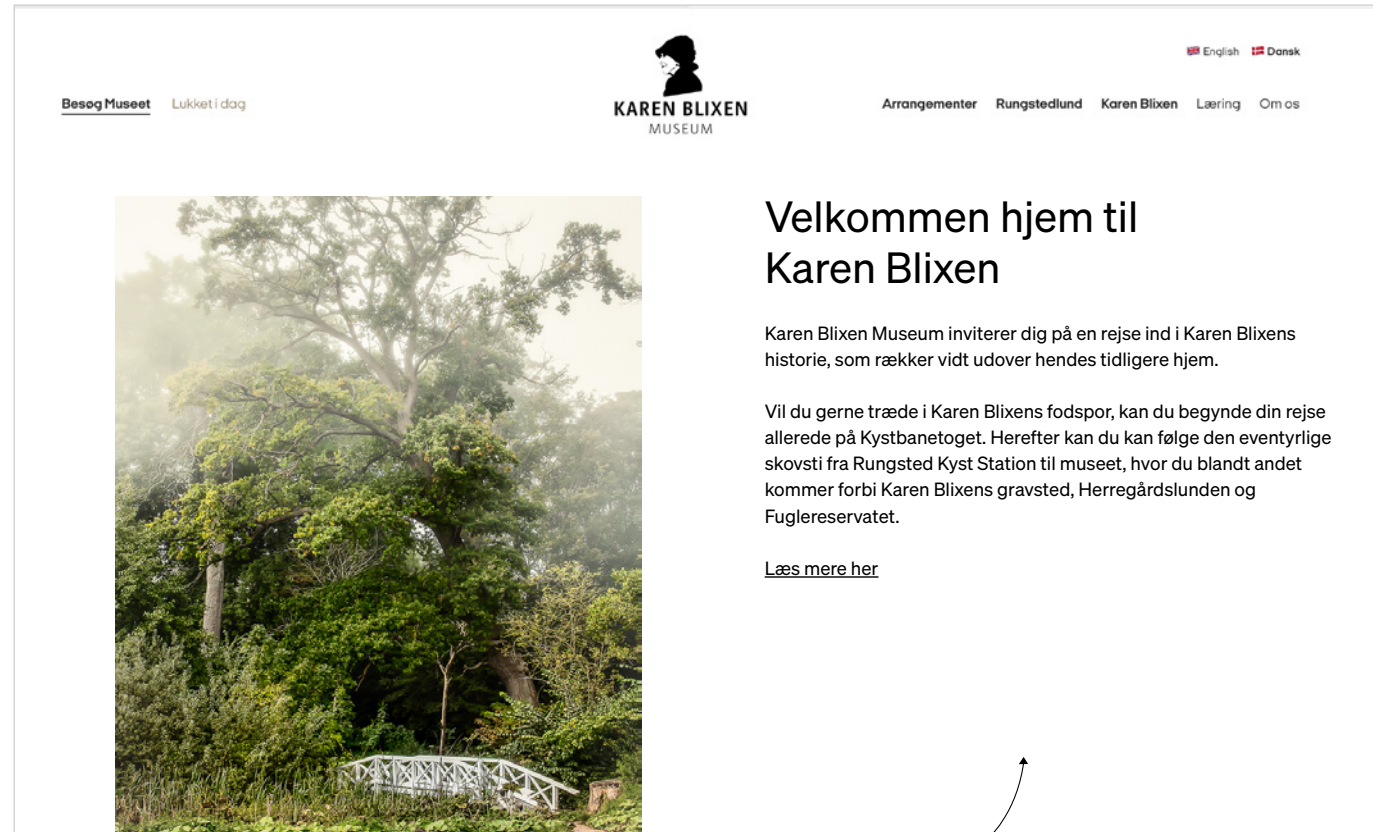 English Dansk
Besøg Museet Lukket i dag
KAREN BLIXEN
MUSEUM
Arrangementer Rungstedlund Karen Blixen Læring Om os
Velkommen hjem til
Karen Blixen
Karen Blixen Museum inviterer dig på en rejse ind i Karen Blixens
historie, som rækker vidt udover hendes tidligere hjem.
Vil du gerne træde i Karen Blixens fodspor, kan du begynde din rejse
allerede på Kystbanetoget. Herefter kan du kan følge den eventyrlige
skovsti fra Rungsted Kyst Station til museet, hvor du blandt andet
kommer forbi Karen Blixens gravsted, Herregårdslunden og
Fuglereservatet.
Læs mere her